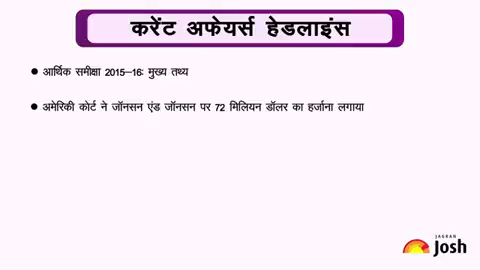 करेंट अफेयर्स हेडलाइंस
आर्थिक समीक्षा 2015–16: मुख्य तथ्य
अमेरिकी कोर्ट ने जॉनसन एंड जॉनसन पर 72 मिलियन डॉलर का हर्जाना लगाया
JAGRAN
Josh